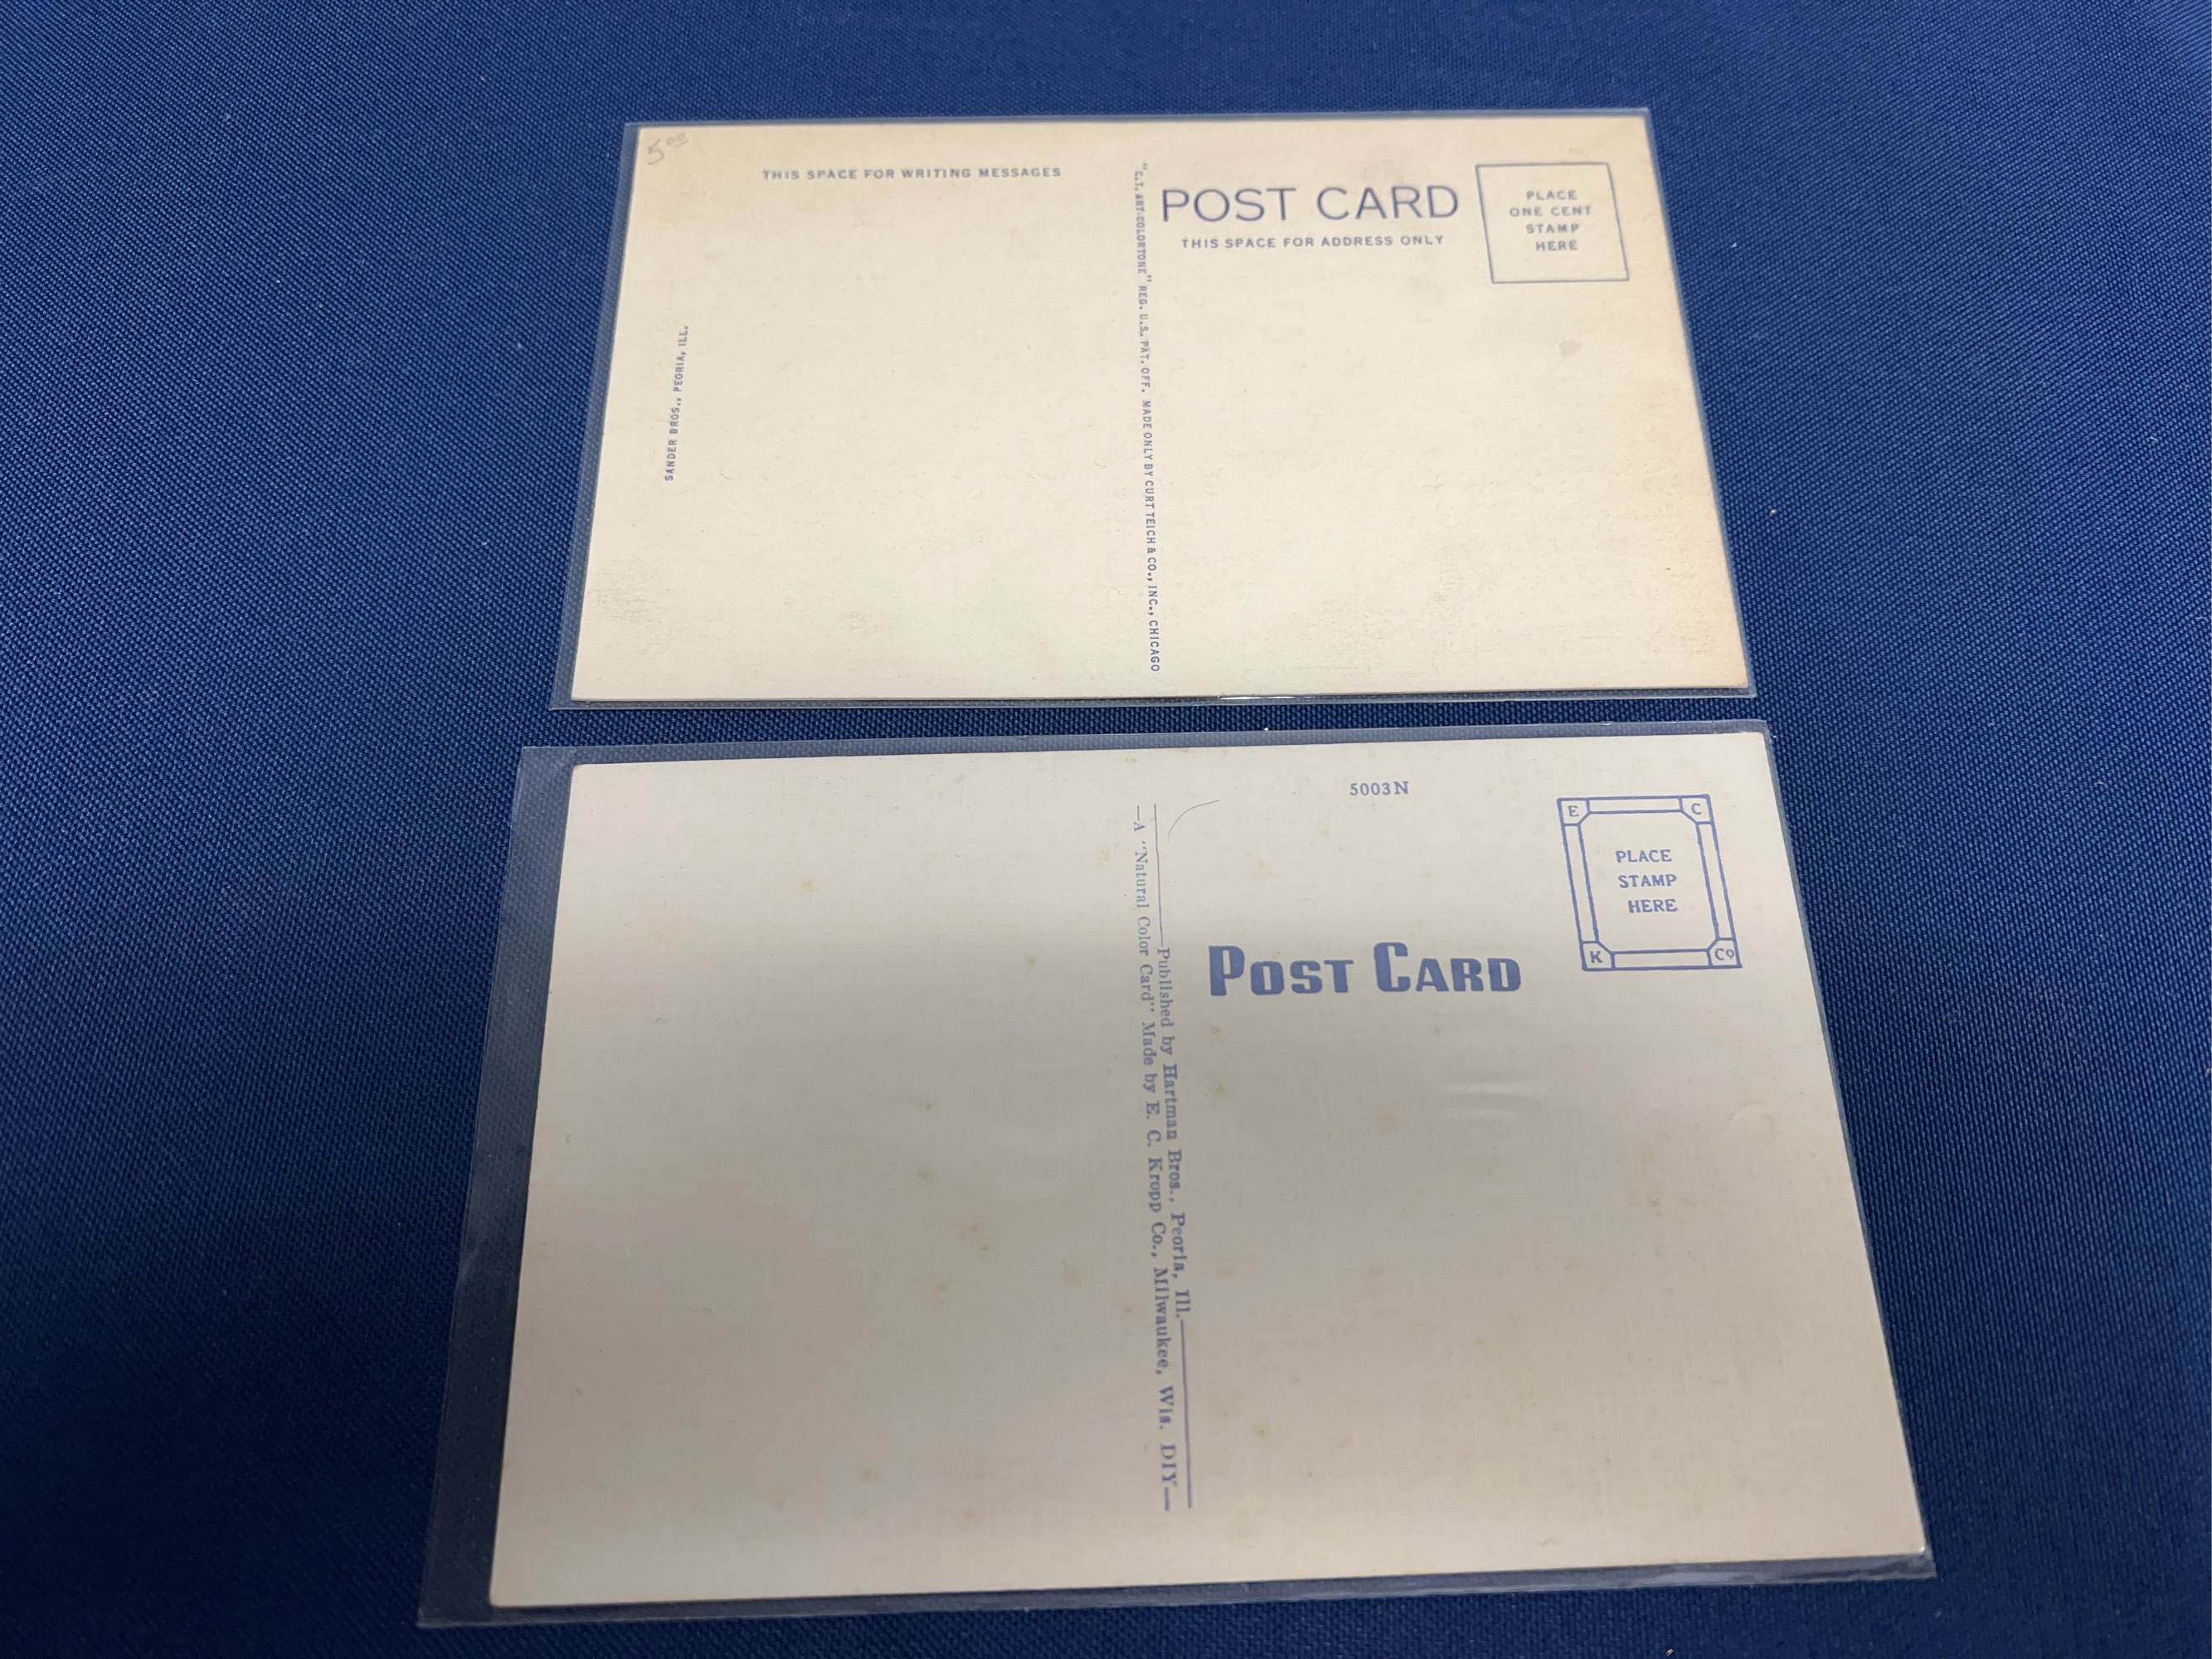 5.00
THIS SPACE FOR WRITING MESSAGES
SANDER BROS., PEORIA, ILL.
"C.T. ART-COLORTONE" REG. U.S. PAT. OFF. MADE ONLY BY CURT TEICH & CO., INC., CHICAGO
POST CARD
THIS SPACE FOR ADDRESS ONLY
PLACE
ONE CENT
STAMP
HERE
Published by Hartman Bros., Peoria, Ill.
—A "Natural Color Card" Made by E. C. Kropp Co., Milwaukee, Wis. DIY—
5003N
POST CARD
E C
PLACE
STAMP
HERE
K Co